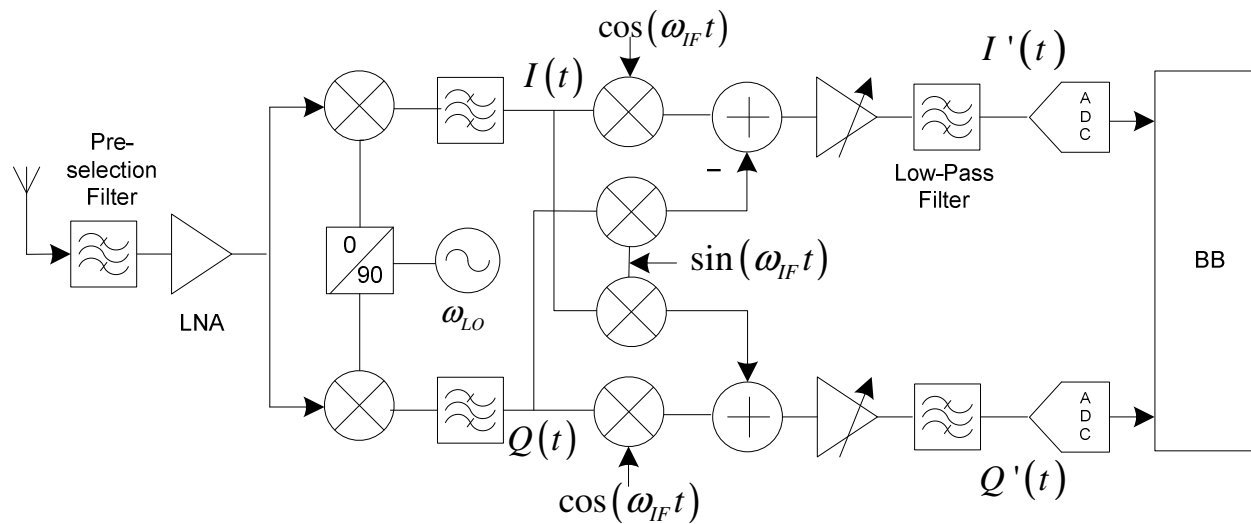 cos(ω_IF t)
I(t)
I'(t)
A
D
C
Pre-
selection
Filter
Low-Pass
Filter
0
90
sin(ω_IF t)
BB
LNA
ω_LO
–
A
D
C
Q(t)
Q'(t)
cos(ω_IF t)